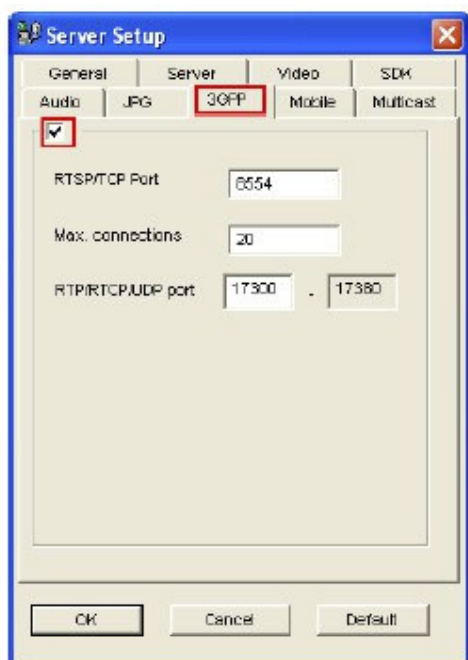 Server Setup
General Server Video SDK
Audio JPG 3GPP Mobile Multicast
RTSP/TCP Port 8554
Max. connections 20
RTP/RTCP/UDP port 17300 - 17380
OK Cancel Default